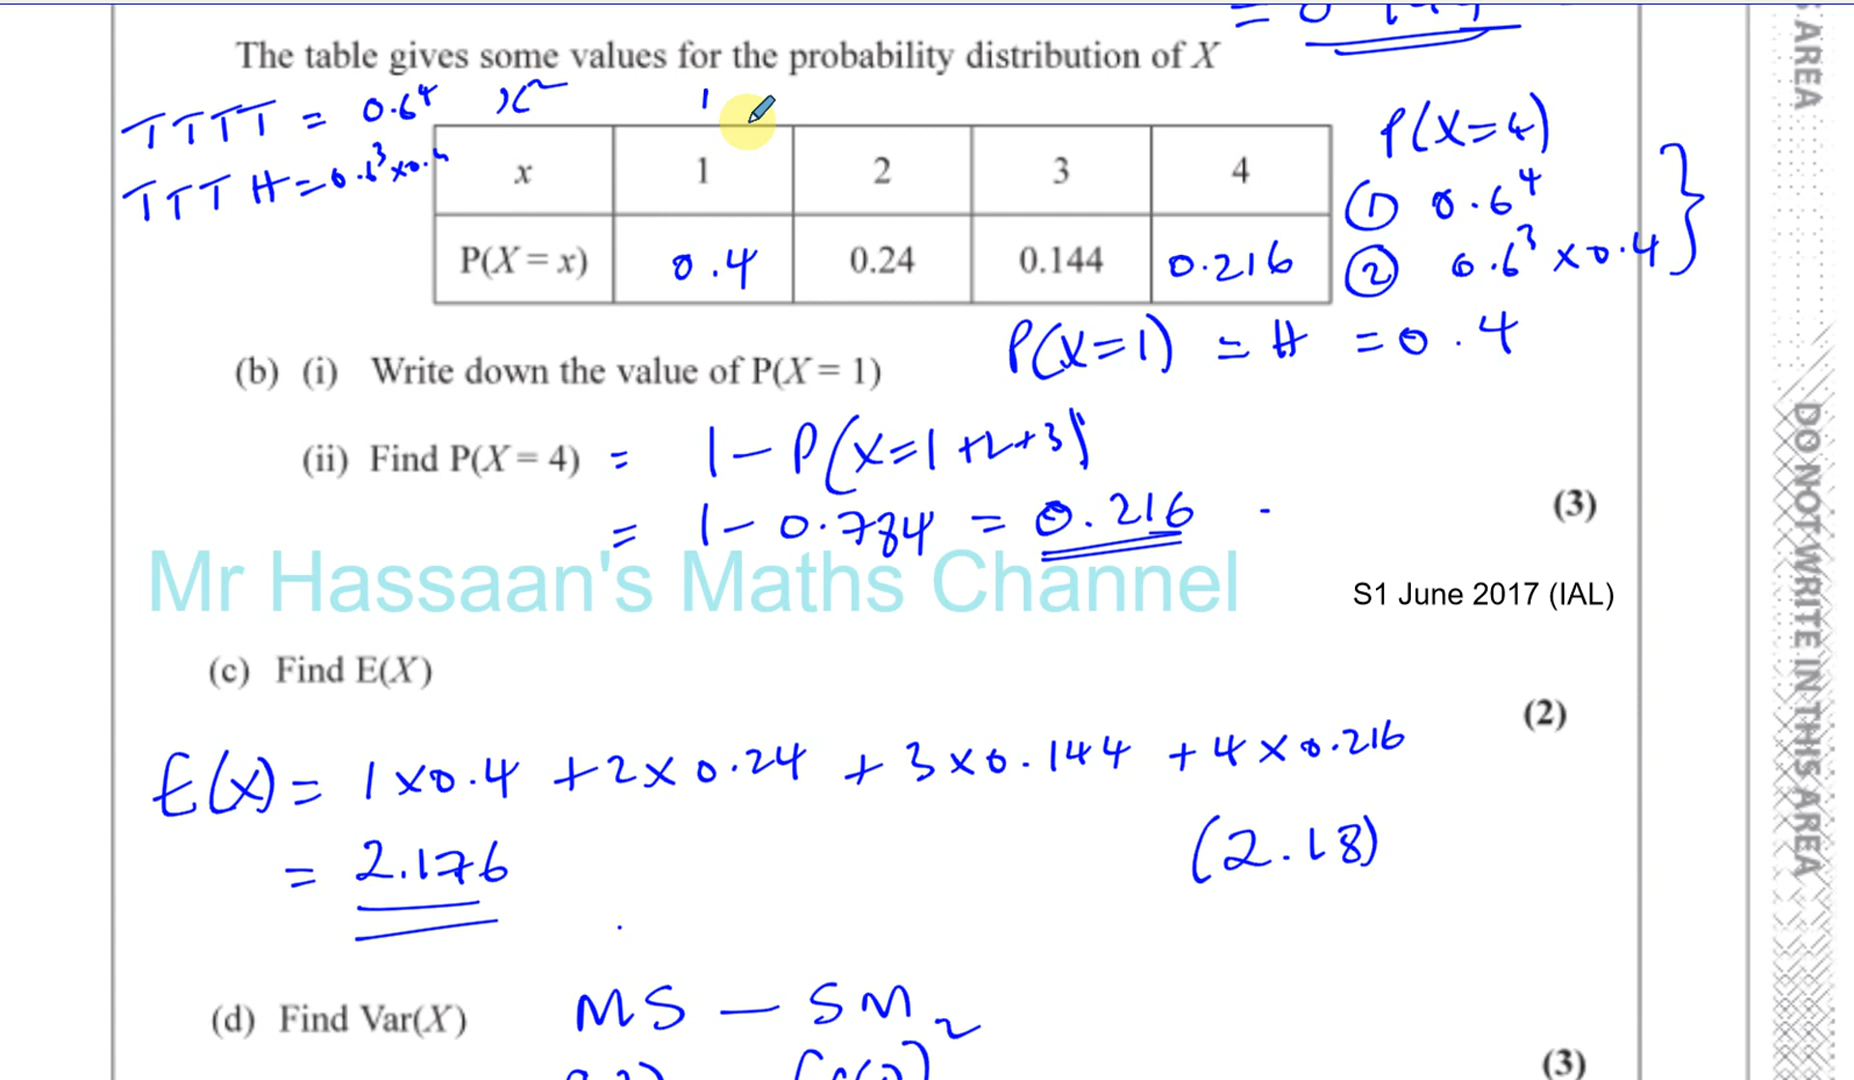 The table gives some values for the probability distribution of X
TTTT = 0.6⁴
x² 1
TTTH = 0.6³×0.4
x 1 2 3 4
P(X = x) 0.4 0.24 0.144 0.216
P(X=4)
① 0.6⁴
② 0.6³ × 0.4 }
(b) (i) Write down the value of P(X = 1)
P(X=1) = H = 0.4
(ii) Find P(X = 4) = 1 - P(X=1+2+3)
= 1 - 0.784 = 0.216
(3)
Mr Hassaan's Maths Channel
S1 June 2017 (IAL)
(c) Find E(X)
(2)
E(X) = 1×0.4 + 2×0.24 + 3×0.144 + 4×0.216
= 2.176 (2.18)
(d) Find Var(X) MS - SM
(3)
AREA
DO NOT WRITE IN THIS AREA